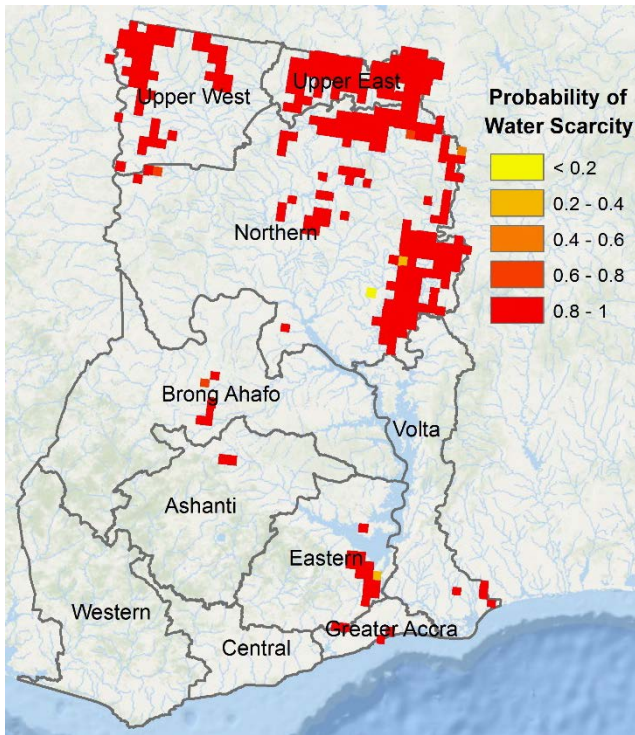 Upper East
Upper West
Probability of
Water Scarcity
< 0.2
0.2 - 0.4
0.4 - 0.6
0.6 - 0.8
0.8 - 1
Northern
Brong Ahafo
Volta
Ashanti
Eastern
Western
Central
Greater Accra